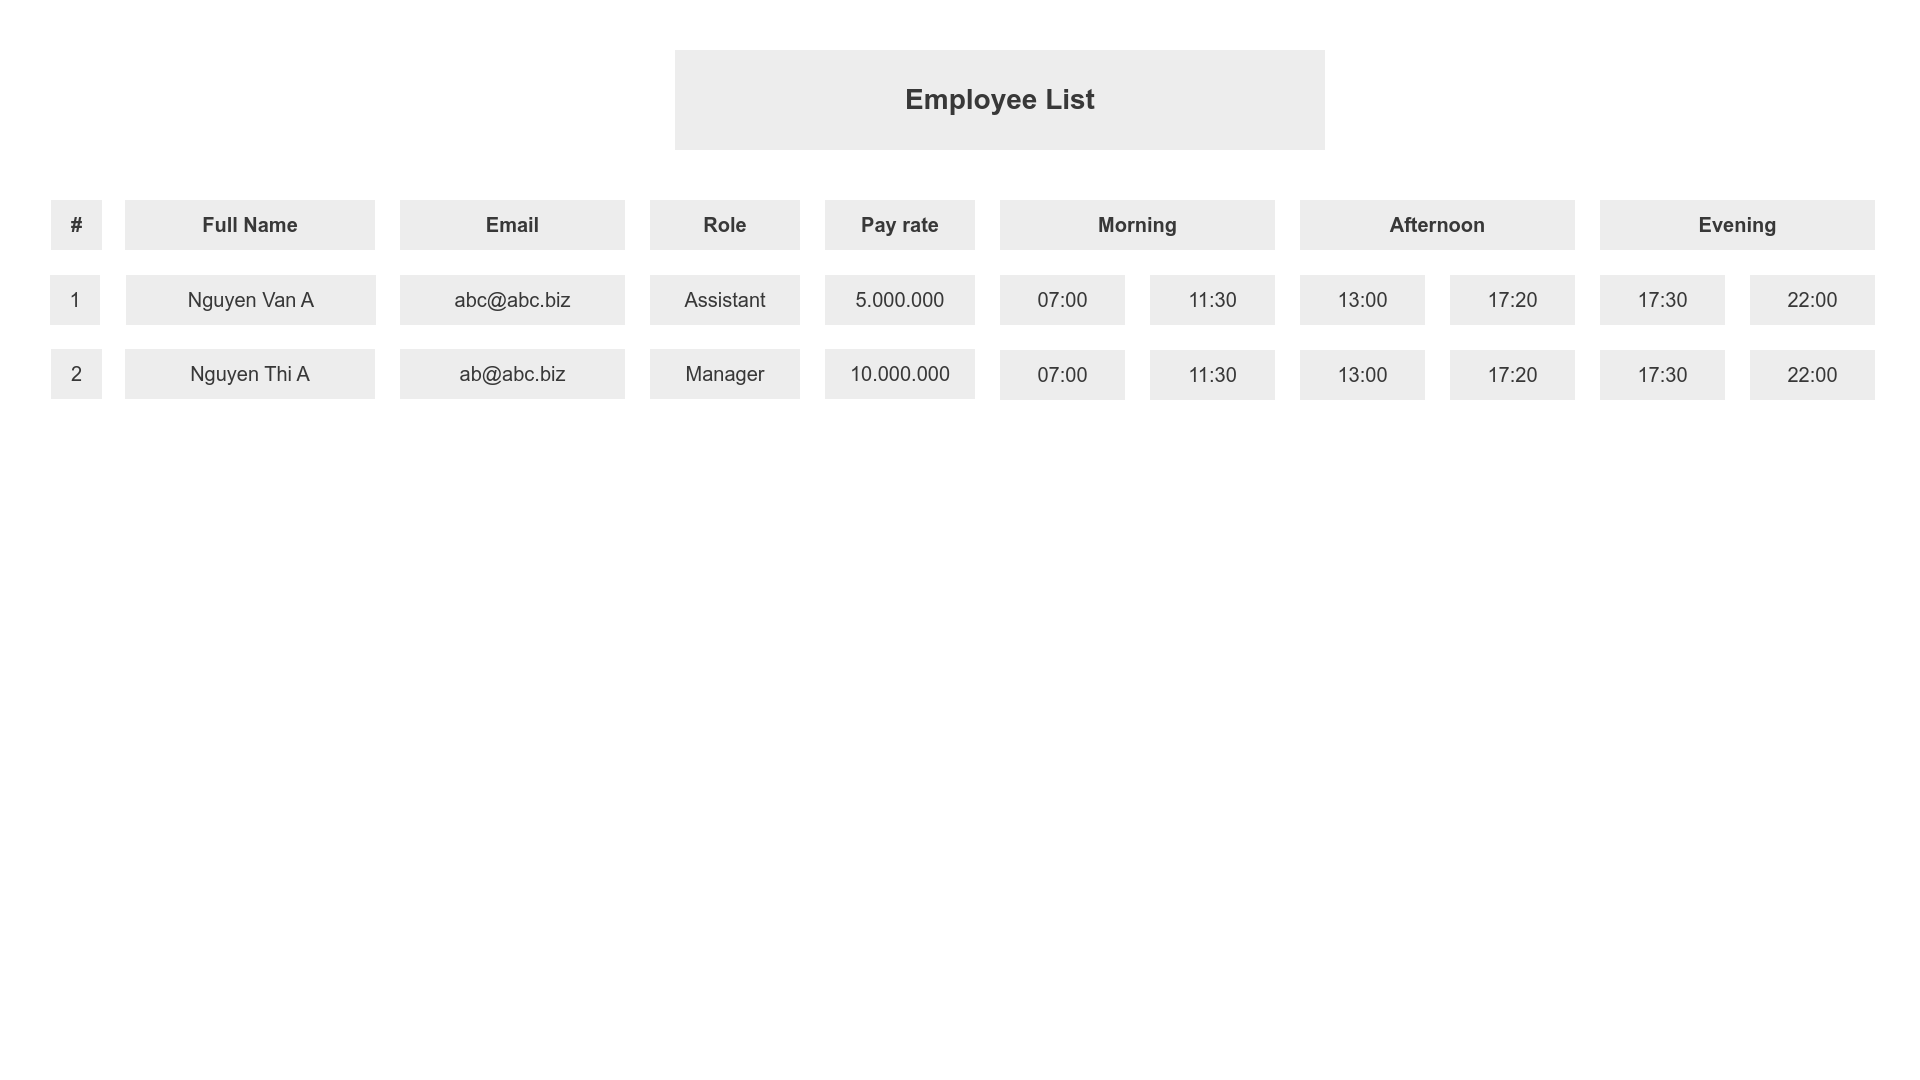 Employee List
# Full Name Email Role Pay rate Morning Afternoon Evening
1 Nguyen Van A abc@abc.biz Assistant 5.000.000 07:00 11:30 13:00 17:20 17:30 22:00
2 Nguyen Thi A ab@abc.biz Manager 10.000.000 07:00 11:30 13:00 17:20 17:30 22:00